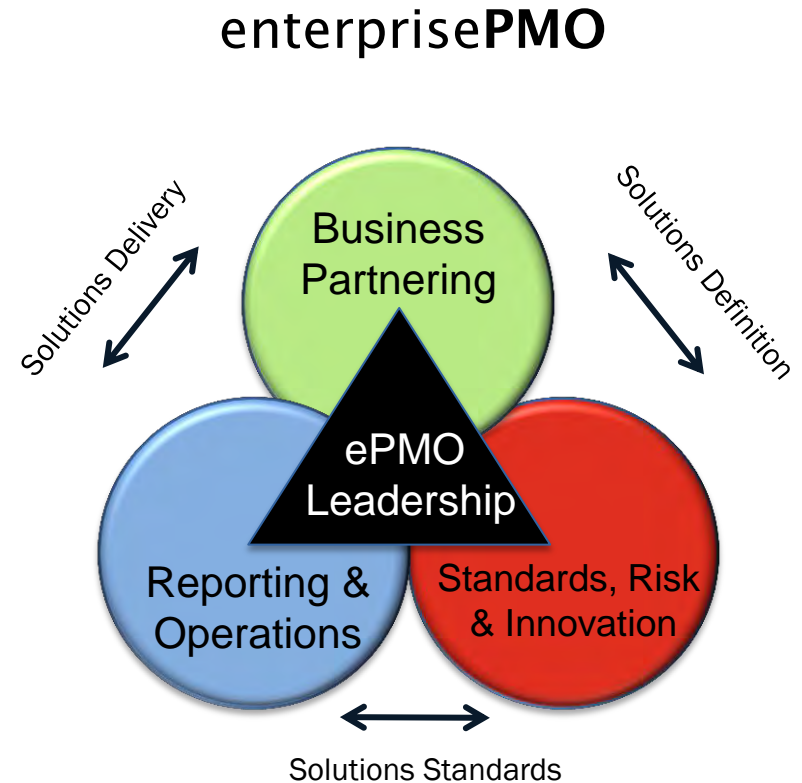 enterprisePMO
Solutions Delivery
Solutions Definition
Business
Partnering
ePMO
Leadership
Reporting &
Operations
Standards, Risk
& Innovation
Solutions Standards